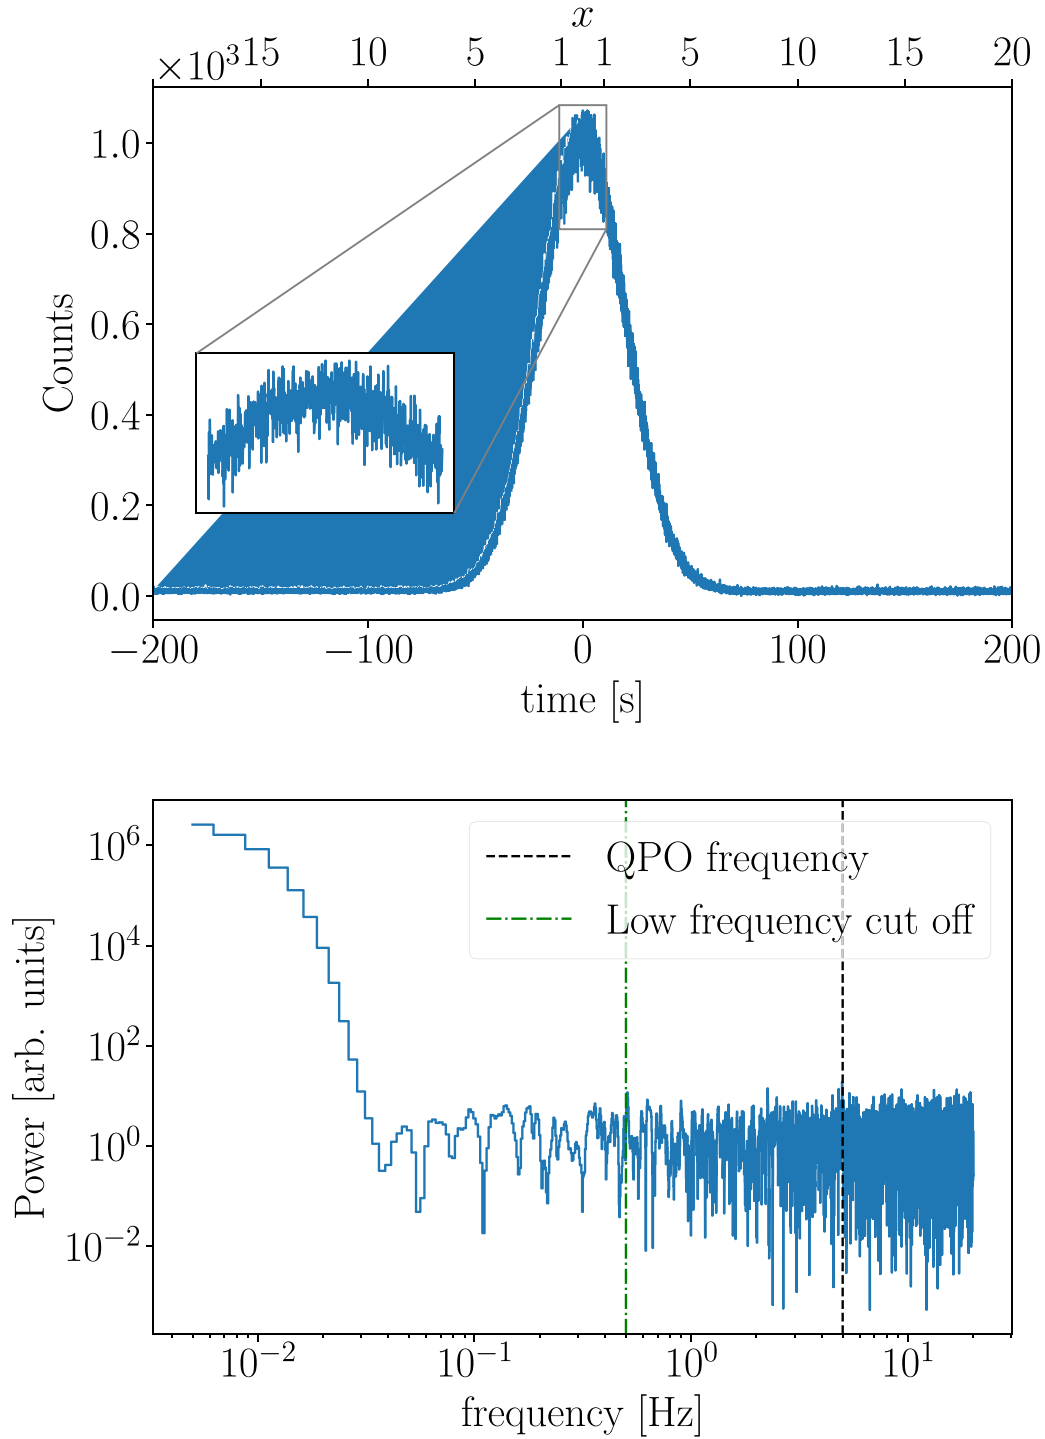 x
×10³ 15 10 5 1 1 5 10 15 20
1.0
0.8
0.6
0.4
0.2
0.0
Counts
−200 −100 0 100 200
time [s]
QPO frequency
Low frequency cut off
10⁶
10⁴
10²
10⁰
10⁻²
Power [arb. units]
10⁻² 10⁻¹ 10⁰ 10¹
frequency [Hz]